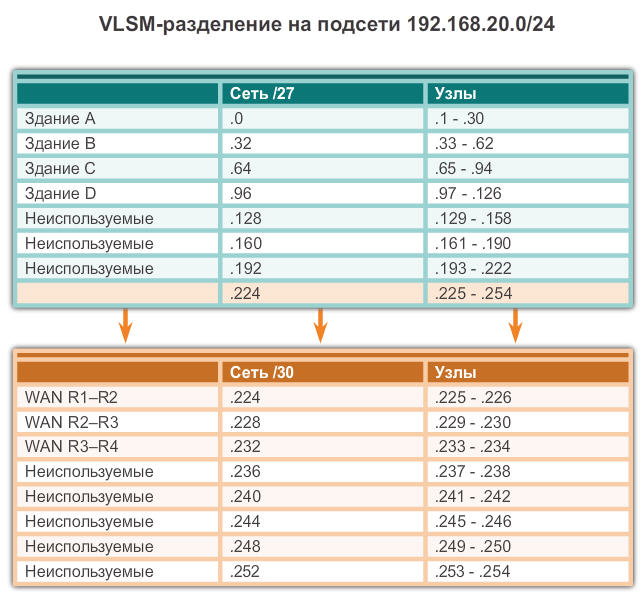 VLSM-разделение на подсети 192.168.20.0/24
Сеть /27 Узлы
Здание A .0 .1 - .30
Здание B .32 .33 - .62
Здание C .64 .65 - .94
Здание D .96 .97 - .126
Неиспользуемые .128 .129 - .158
Неиспользуемые .160 .161 - .190
Неиспользуемые .192 .193 - .222
.224 .225 - .254
Сеть /30 Узлы
WAN R1–R2 .224 .225 - .226
WAN R2–R3 .228 .229 - .230
WAN R3–R4 .232 .233 - .234
Неиспользуемые .236 .237 - .238
Неиспользуемые .240 .241 - .242
Неиспользуемые .244 .245 - .246
Неиспользуемые .248 .249 - .250
Неиспользуемые .252 .253 - .254